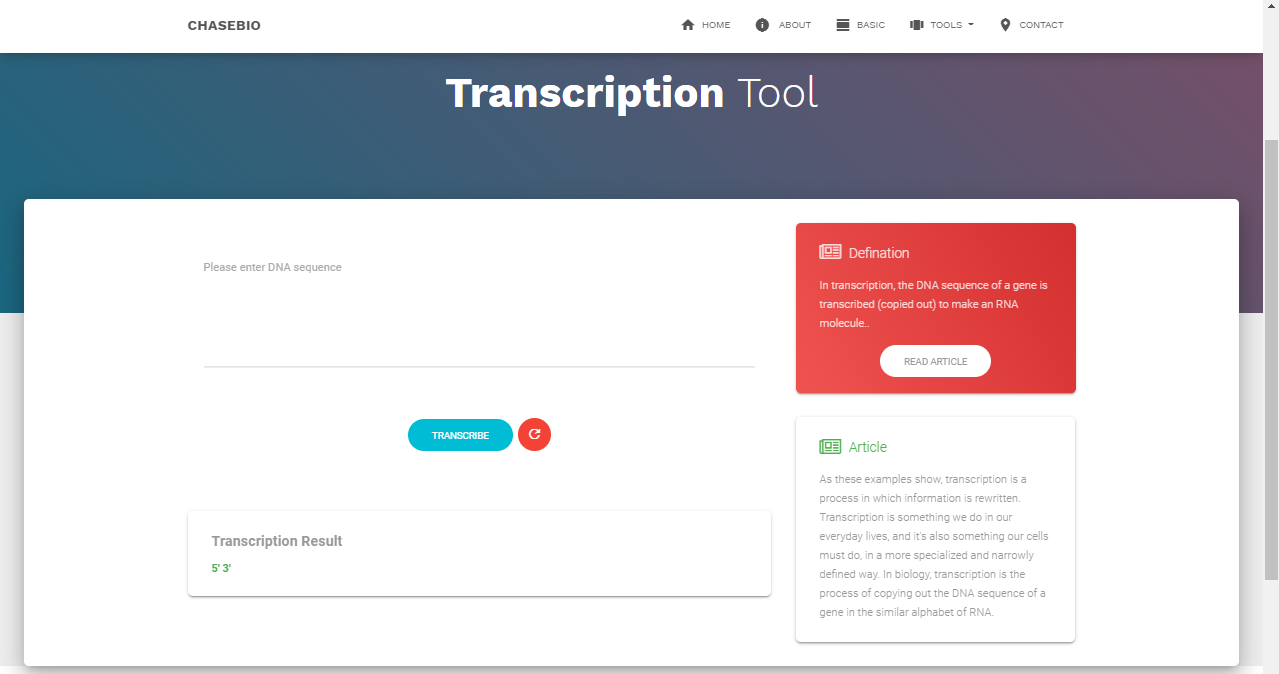 CHASEBIO
HOME
ABOUT
BASIC
TOOLS
CONTACT
Transcription Tool
Please enter DNA sequence
TRANSCRIBE
Transcription Result
5' 3'
Defination
In transcription, the DNA sequence of a gene is
transcribed (copied out) to make an RNA
molecule..
READ ARTICLE
Article
As these examples show, transcription is a
process in which information is rewritten.
Transcription is something we do in our
everyday lives, and it's also something our cells
must do, in a more specialized and narrowly
defined way. In biology, transcription is the
process of copying out the DNA sequence of a
gene in the similar alphabet of RNA.